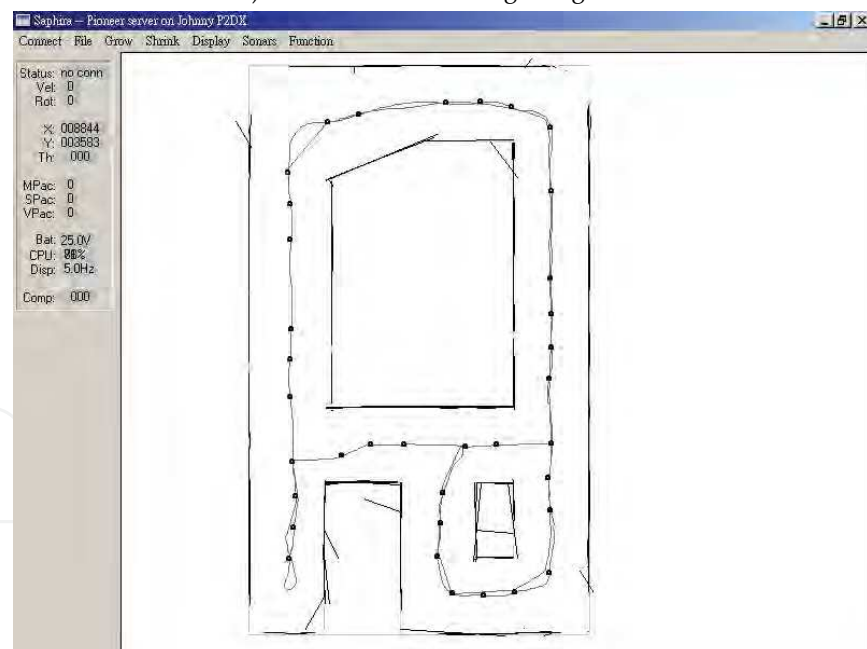 Saphira -- Pioneer server on Johnny P2DX
Connect File Grow Shrink Display Sonars Function
Status: no conn
Vel: 0
Rot: 0
X: 008844
Y: 003583
Th: 000
MPac: 0
SPac: 0
VPac: 0
Bat: 25.0V
CPU:
Disp: 5.0Hz
Comp: 000